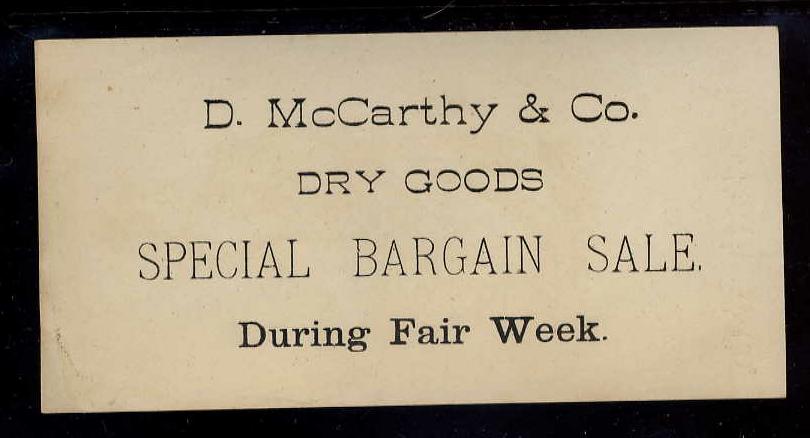 D. McCarthy & Co.
DRY GOODS
SPECIAL BARGAIN SALE.
During Fair Week.